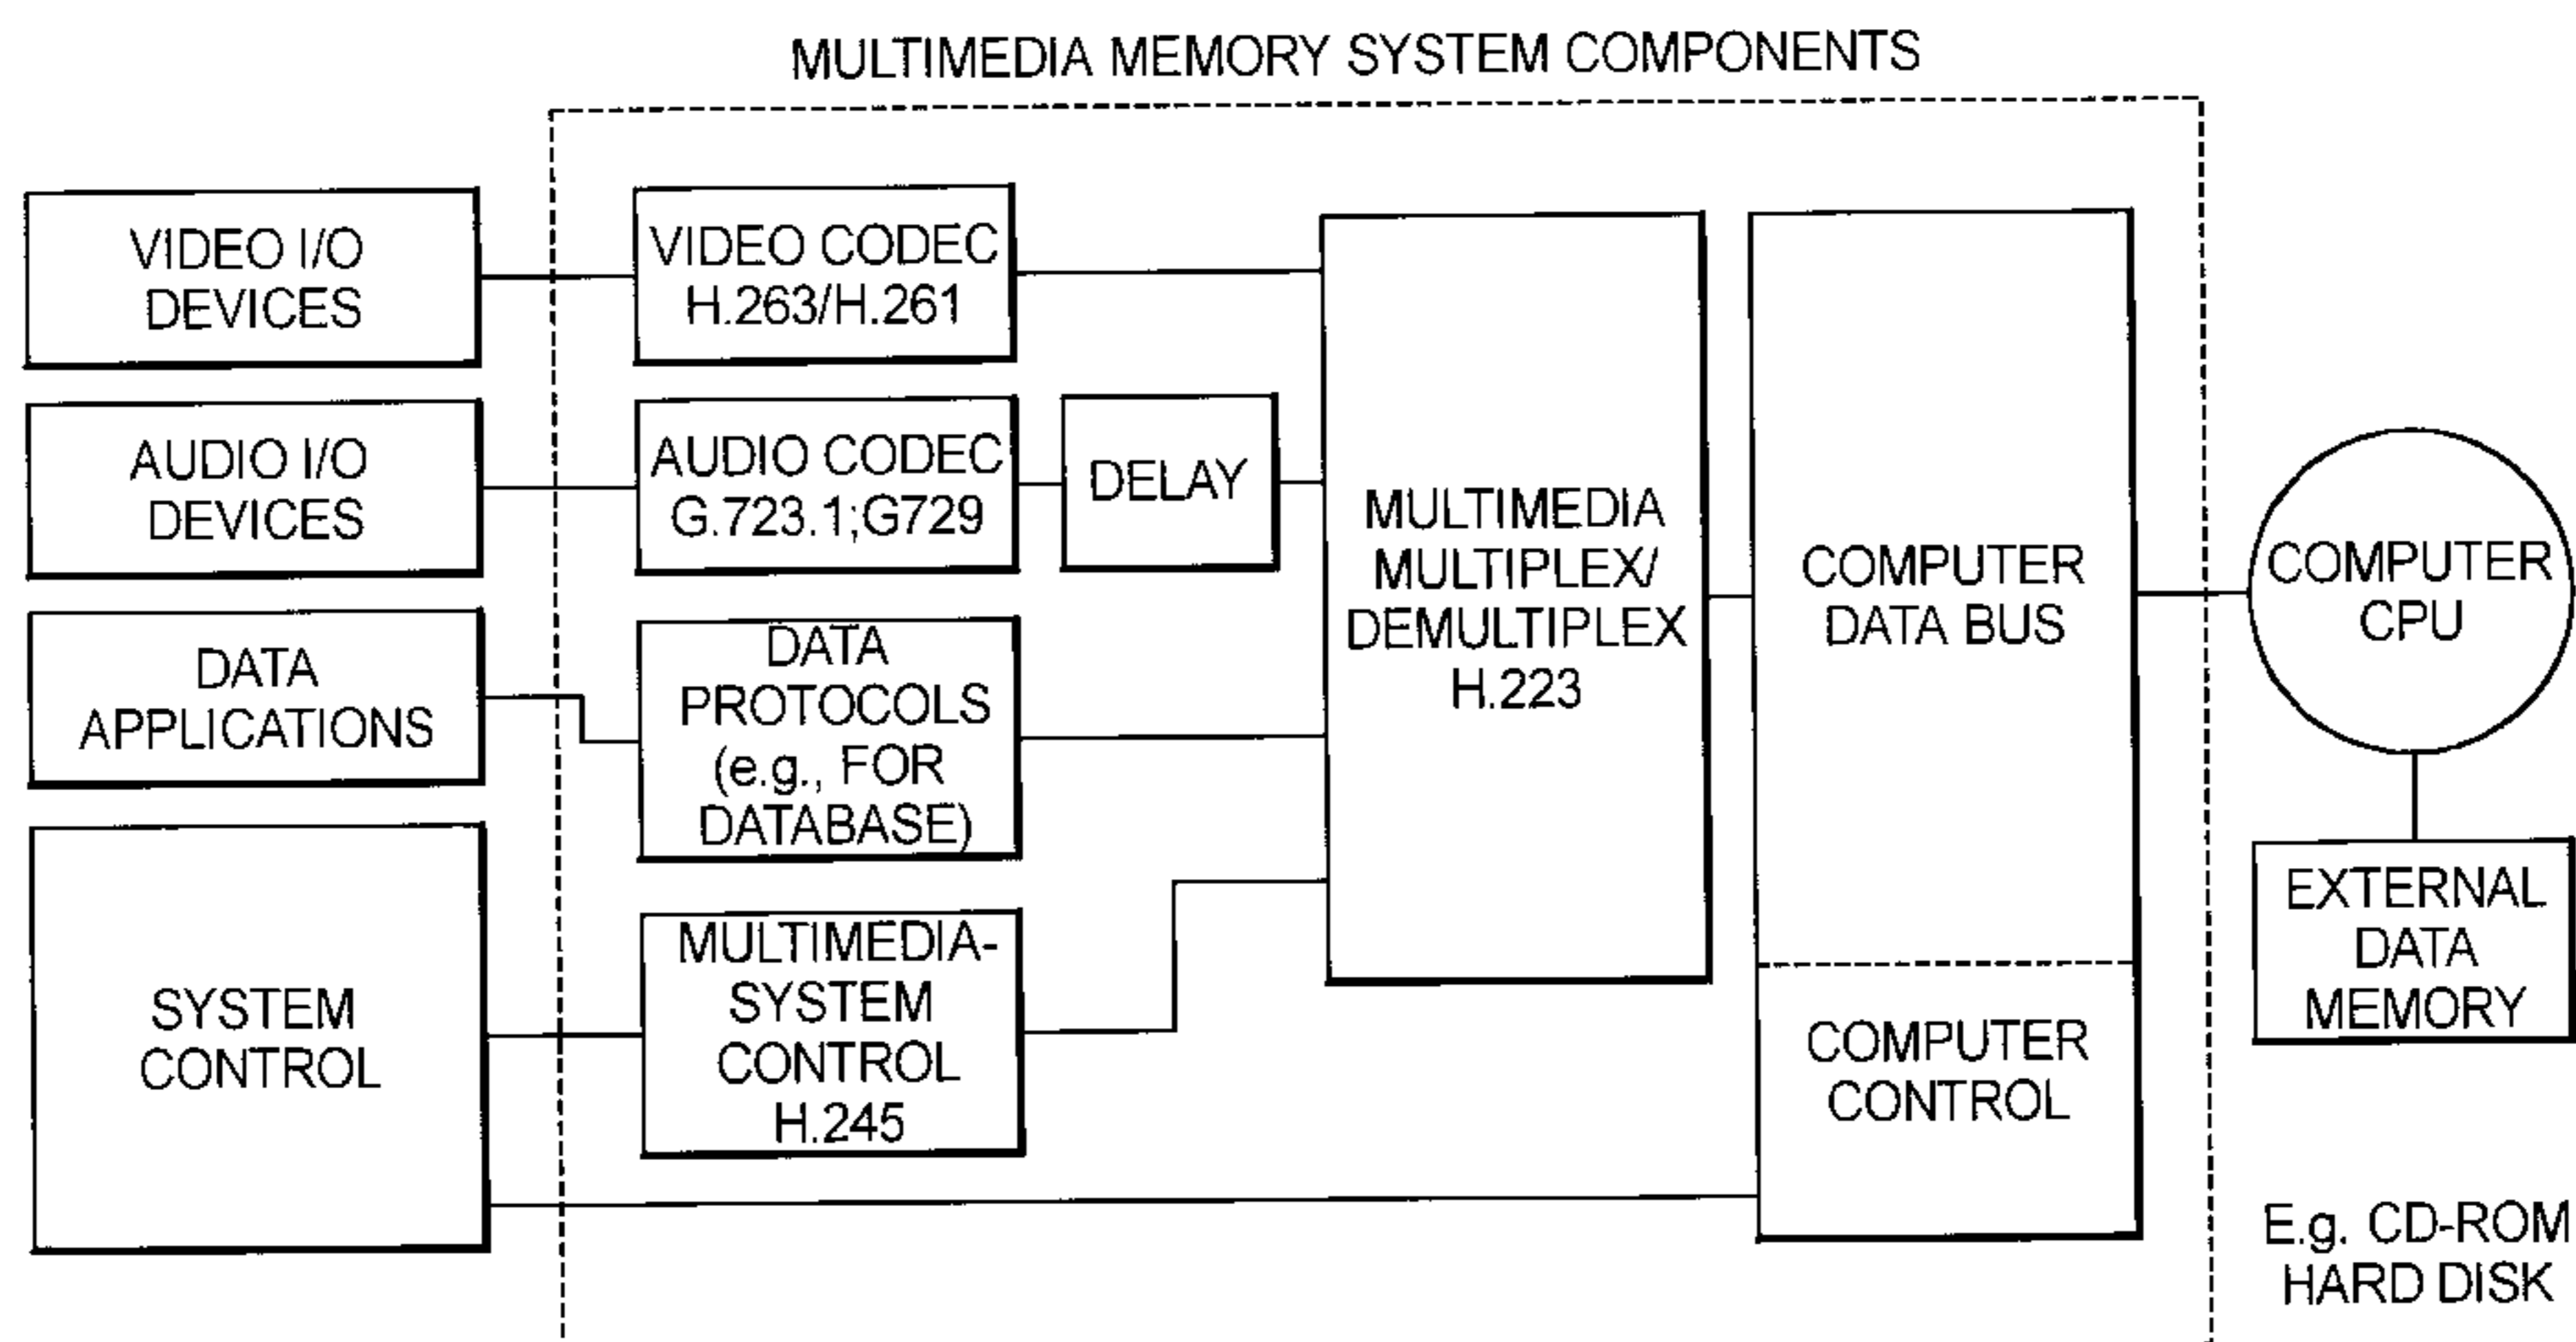 MULTIMEDIA MEMORY SYSTEM COMPONENTS
VIDEO I/O
DEVICES
VIDEO CODEC
H.263/H.261
AUDIO I/O
DEVICES
AUDIO CODEC
G.723.1;G729
DELAY
DATA
APPLICATIONS
DATA
PROTOCOLS
(e.g., FOR
DATABASE)
SYSTEM
CONTROL
MULTIMEDIA-
SYSTEM
CONTROL
H.245
MULTIMEDIA
MULTIPLEX/
DEMULTIPLEX
H.223
COMPUTER
DATA BUS
COMPUTER
CONTROL
COMPUTER
CPU
EXTERNAL
DATA
MEMORY
E.g. CD-ROM
HARD DISK